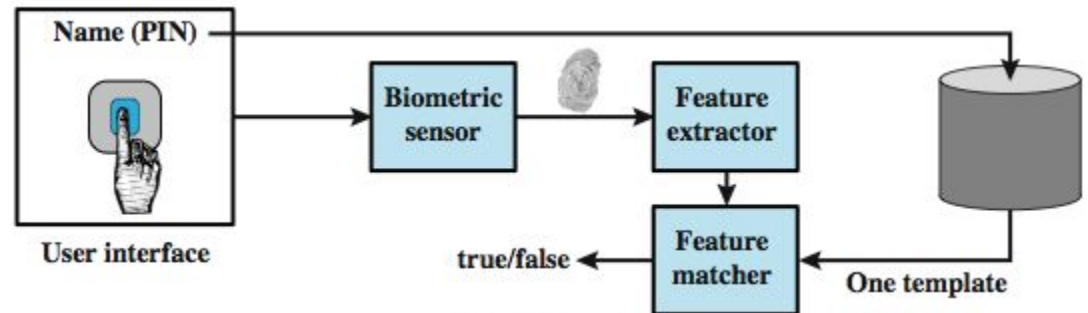 Name (PIN)
User interface
Biometric
sensor
Feature
extractor
Feature
matcher
true/false
One template